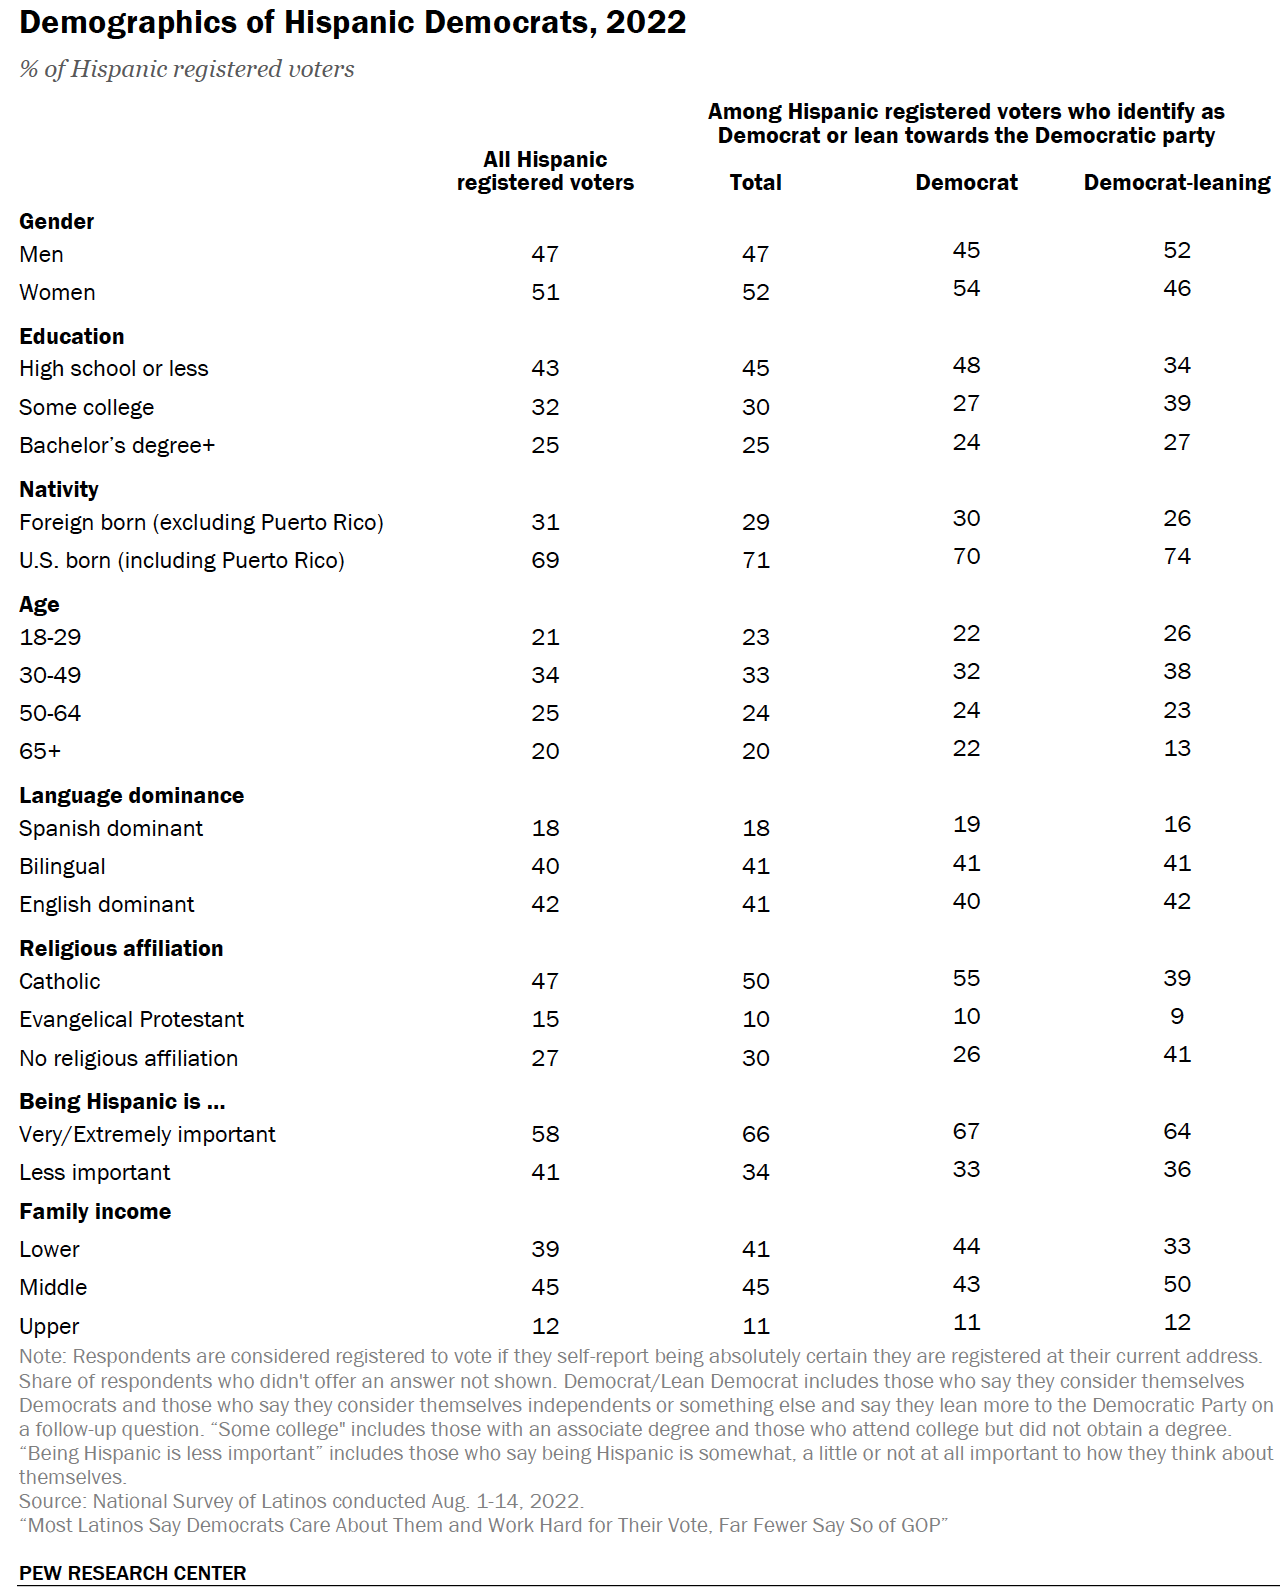 Demographics of Hispanic Democrats, 2022
% of Hispanic registered voters
Among Hispanic registered voters who identify as
Democrat or lean towards the Democratic party
All Hispanic
registered voters Total Democrat Democrat-leaning
Gender
Men 47 47 45 52
Women 51 52 54 46
Education
High school or less 43 45 48 34
Some college 32 30 27 39
Bachelor’s degree+ 25 25 24 27
Nativity
Foreign born (excluding Puerto Rico) 31 29 30 26
U.S. born (including Puerto Rico) 69 71 70 74
Age
18-29 21 23 22 26
30-49 34 33 32 38
50-64 25 24 24 23
65+ 20 20 22 13
Language dominance
Spanish dominant 18 18 19 16
Bilingual 40 41 41 41
English dominant 42 41 40 42
Religious affiliation
Catholic 47 50 55 39
Evangelical Protestant 15 10 10 9
No religious affiliation 27 30 26 41
Being Hispanic is ...
Very/Extremely important 58 66 67 64
Less important 41 34 33 36
Family income
Lower 39 41 44 33
Middle 45 45 43 50
Upper 12 11 11 12
Note: Respondents are considered registered to vote if they self-report being absolutely certain they are registered at their current address.
Share of respondents who didn't offer an answer not shown. Democrat/Lean Democrat includes those who say they consider themselves
Democrats and those who say they consider themselves independents or something else and say they lean more to the Democratic Party on
a follow-up question. “Some college" includes those with an associate degree and those who attend college but did not obtain a degree.
“Being Hispanic is less important” includes those who say being Hispanic is somewhat, a little or not at all important to how they think about
themselves.
Source: National Survey of Latinos conducted Aug. 1-14, 2022.
“Most Latinos Say Democrats Care About Them and Work Hard for Their Vote, Far Fewer Say So of GOP”
PEW RESEARCH CENTER